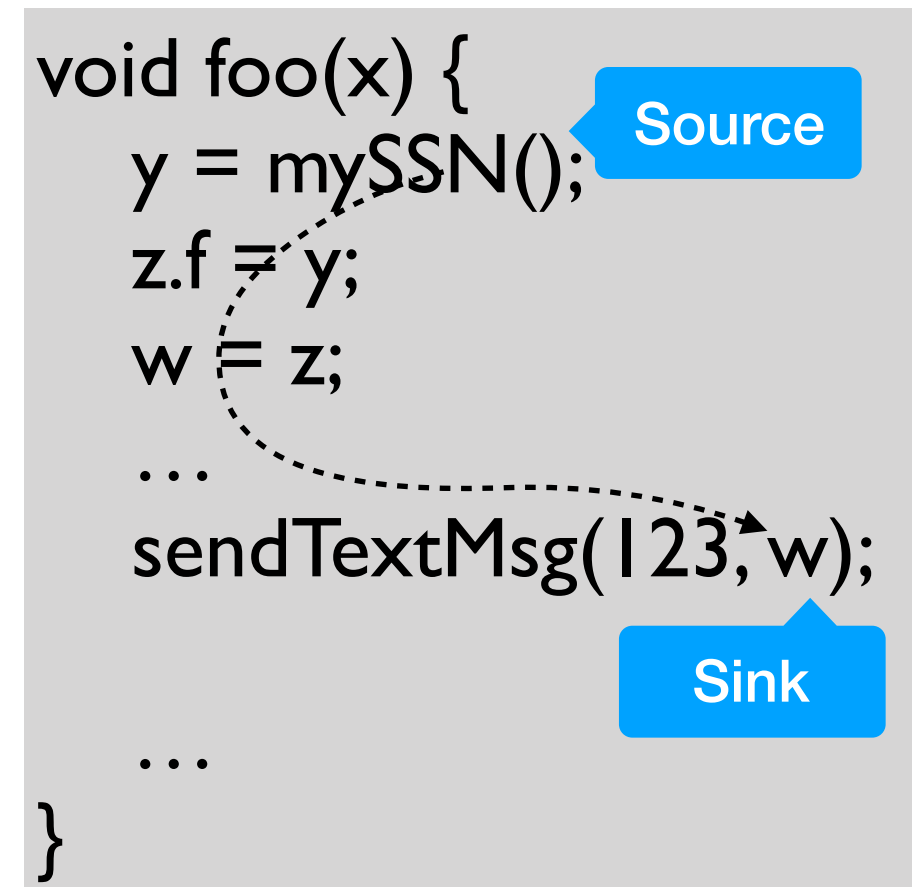 void foo(x) {
Source
y = mySSN();
z.f = y;
w = z;
…
sendTextMsg(123, w);
Sink
…
}